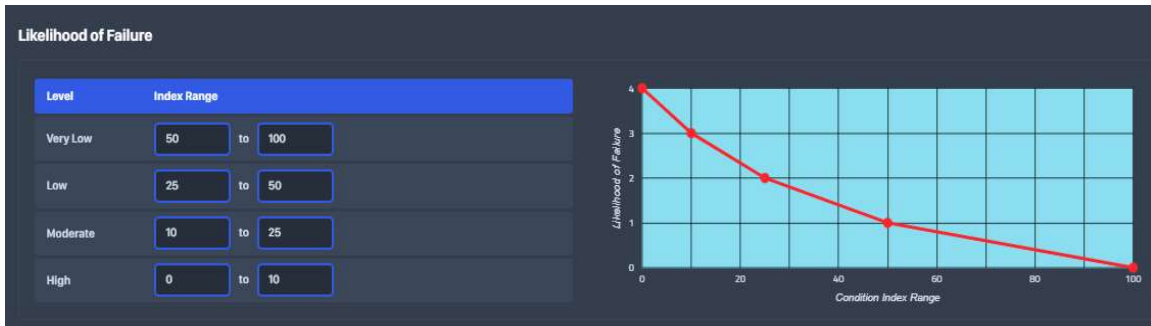 Likelihood of Failure
Level Index Range
Very Low 50 to 100
Low 25 to 50
Moderate 10 to 25
High 0 to 10
Likelihood of Failure
4
3
2
1
0
0 20 40 60 80 100
Condition Index Range